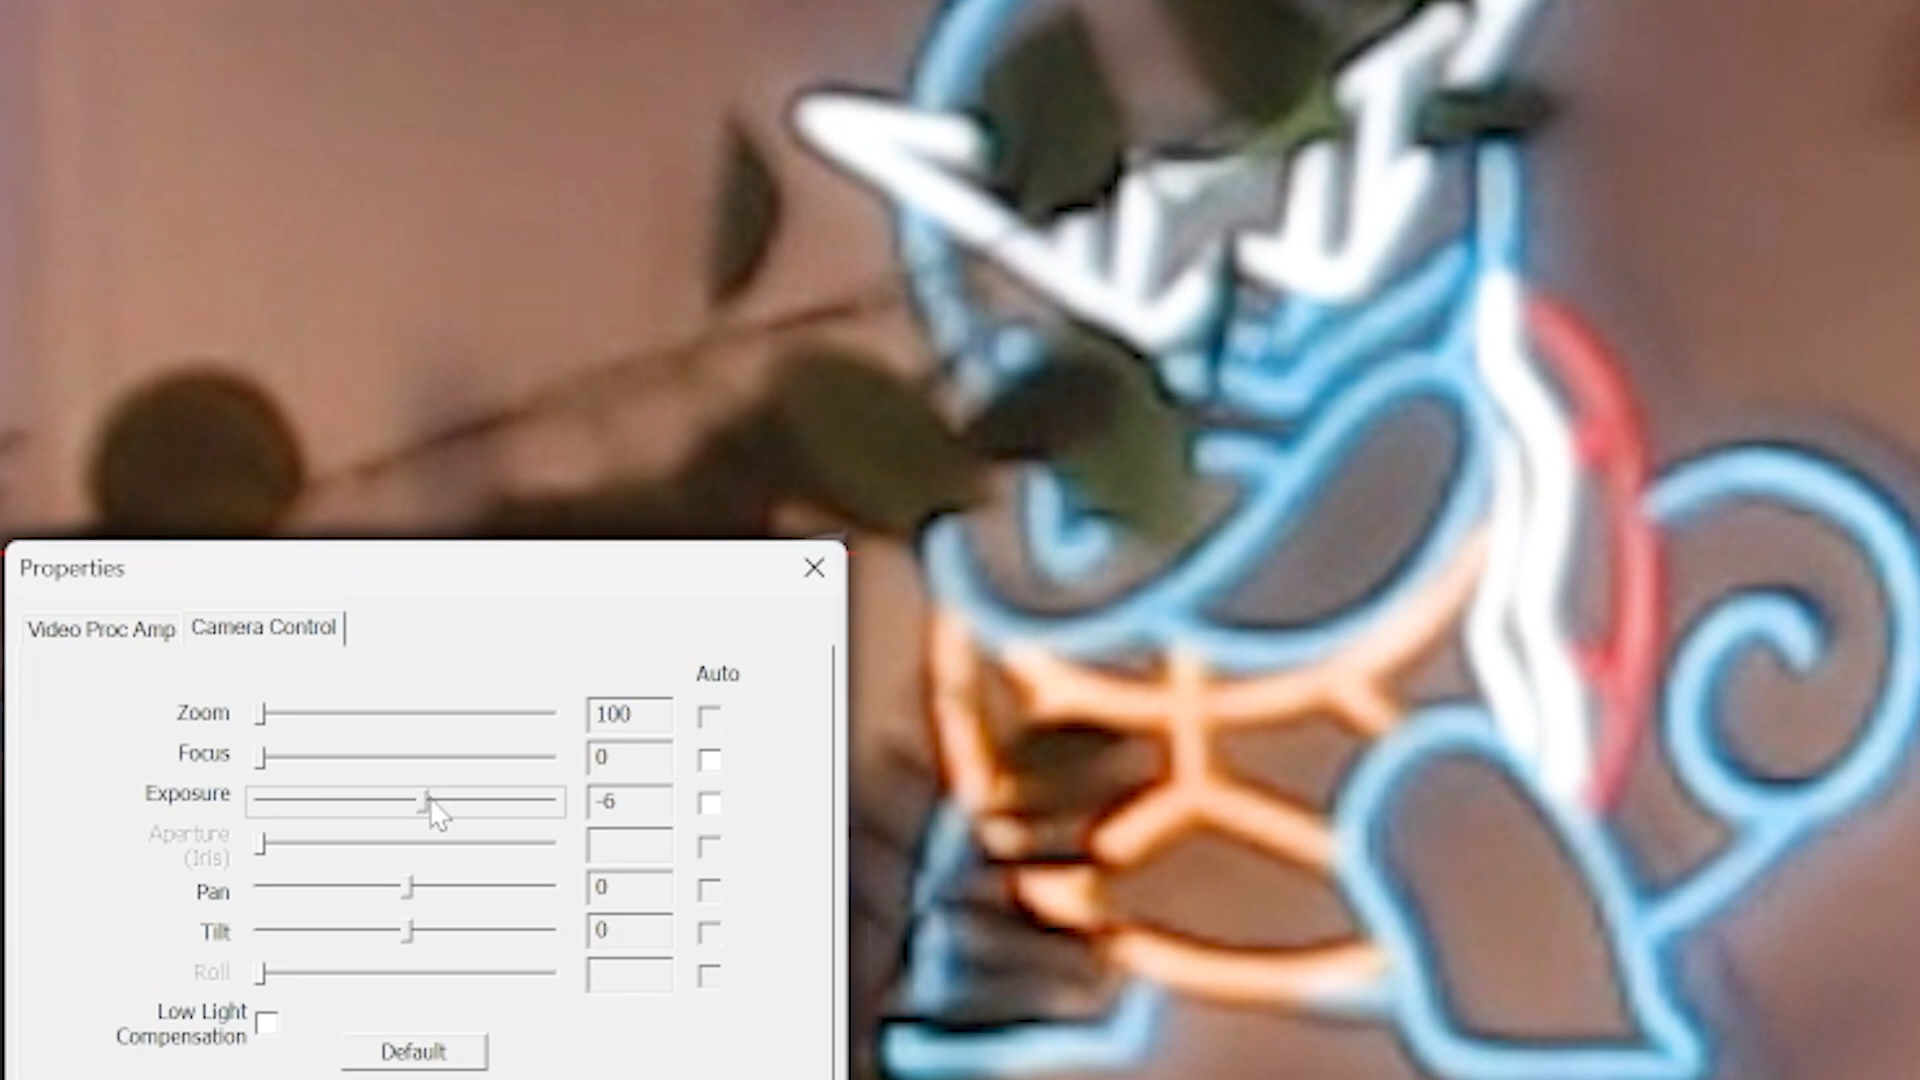 Properties
Video Proc Amp Camera Control
Auto
Zoom 100
Focus 0
Exposure -6
Aperture
(Iris)
Pan 0
Tilt 0
Roll
Low Light
Compensation
Default